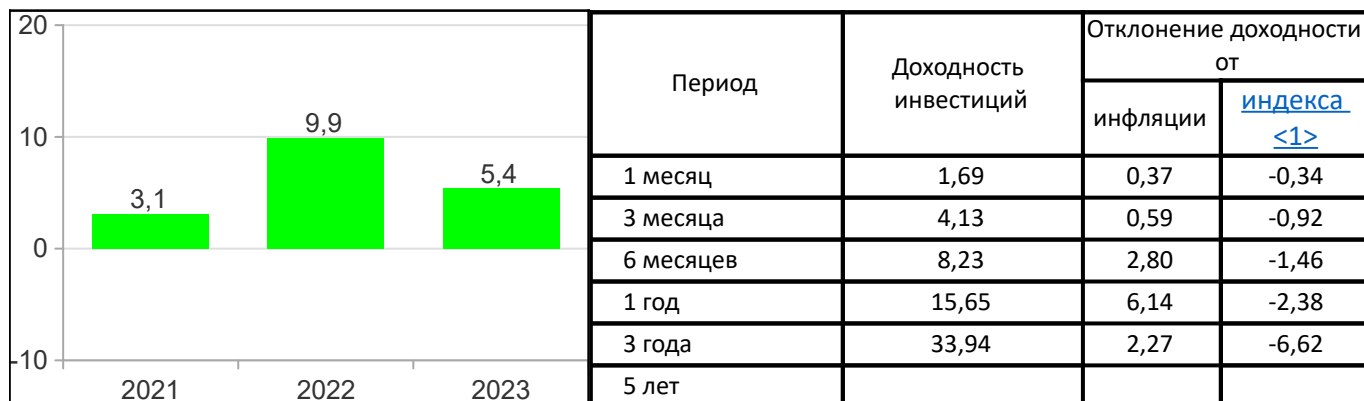 20
10
0
-10
3,1
9,9
5,4
2021 2022 2023
Период
Доходность
инвестиций
Отклонение доходности
от
инфляции
индекса
<1>
1 месяц 1,69 0,37 -0,34
3 месяца 4,13 0,59 -0,92
6 месяцев 8,23 2,80 -1,46
1 год 15,65 6,14 -2,38
3 года 33,94 2,27 -6,62
5 лет